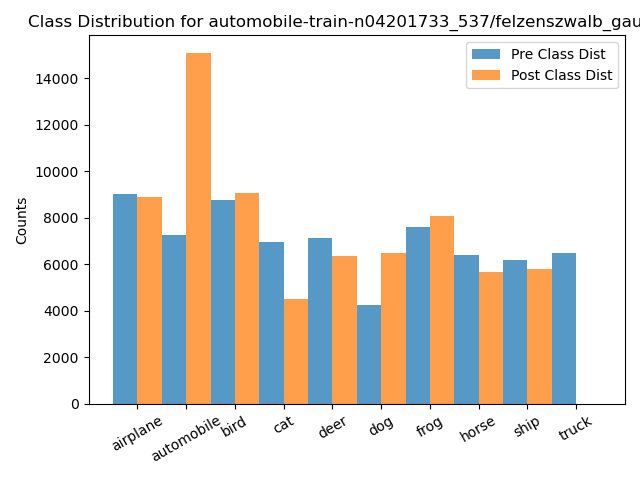 Class Distribution for automobile-train-n04201733_537/felzenszwalb_gau
Pre Class Dist
Post Class Dist
Counts
14000
12000
10000
8000
6000
4000
2000
0
airplane
automobile
bird
cat
deer
dog
frog
horse
ship
truck